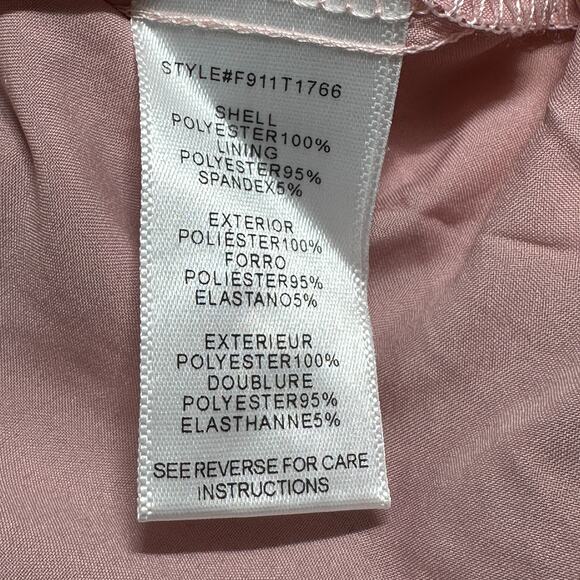 STYLE#F911T1766
SHELL
POLYESTER100%
LINING
POLYESTER95%
SPANDEX5%
EXTERIOR
POLIÉSTER100%
FORRO
POLIÉSTER95%
ELASTANO5%
EXTERIEUR
POLYESTER100%
DOUBLURE
POLYESTER95%
ELASTHANNE5%
SEE REVERSE FOR CARE
INSTRUCTIONS